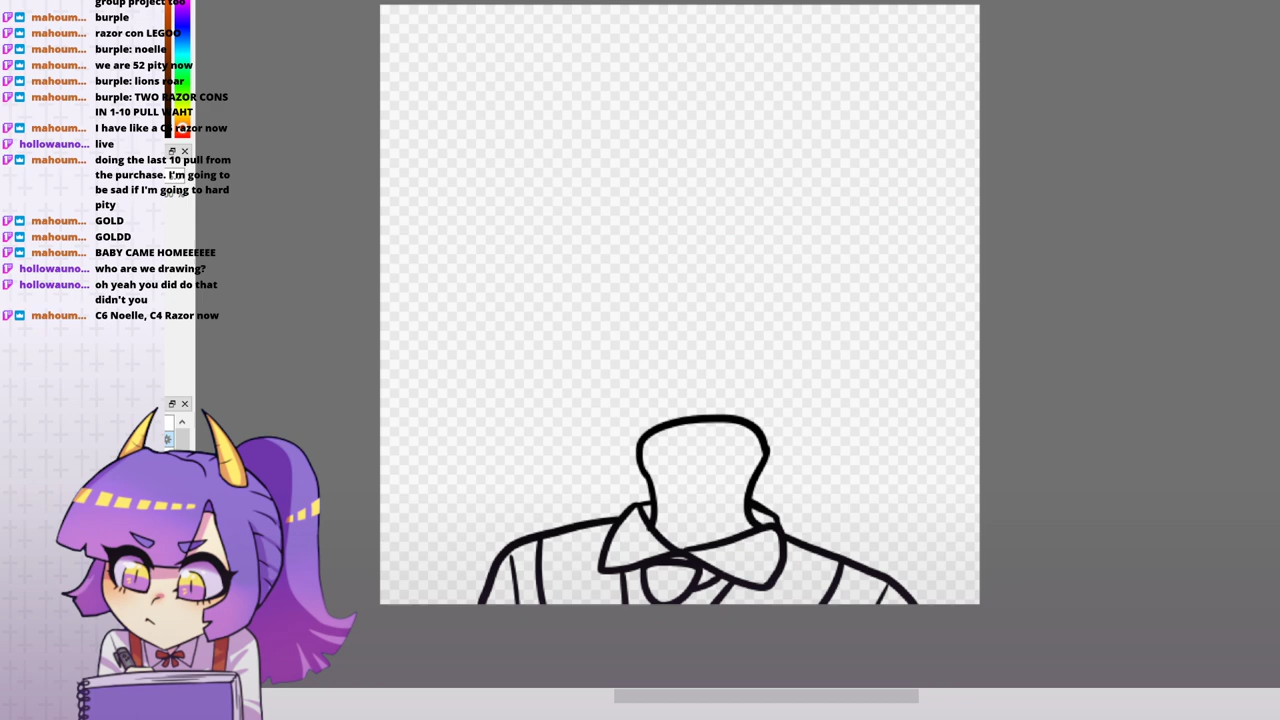 group project too
mahoum... burple
mahoum... razor con LEGOO
mahoum... burple: noelle
mahoum... we are 52 pity now
mahoum... burple: lions roar
mahoum... burple: TWO RAZOR CONS
IN 1-10 PULL WAHT
mahoum... I have like a razor now
hollowauno... live
mahoum... doing the last 10 pull from
the purchase. I'm going to
be sad if I'm going to hard
pity
mahoum... GOLD
mahoum... GOLDD
mahoum... BABY CAME HOMEEEEEE
hollowauno... who are we drawing?
hollowauno... oh yeah you did do that
didn't you
mahoum... C6 Noelle, C4 Razor now